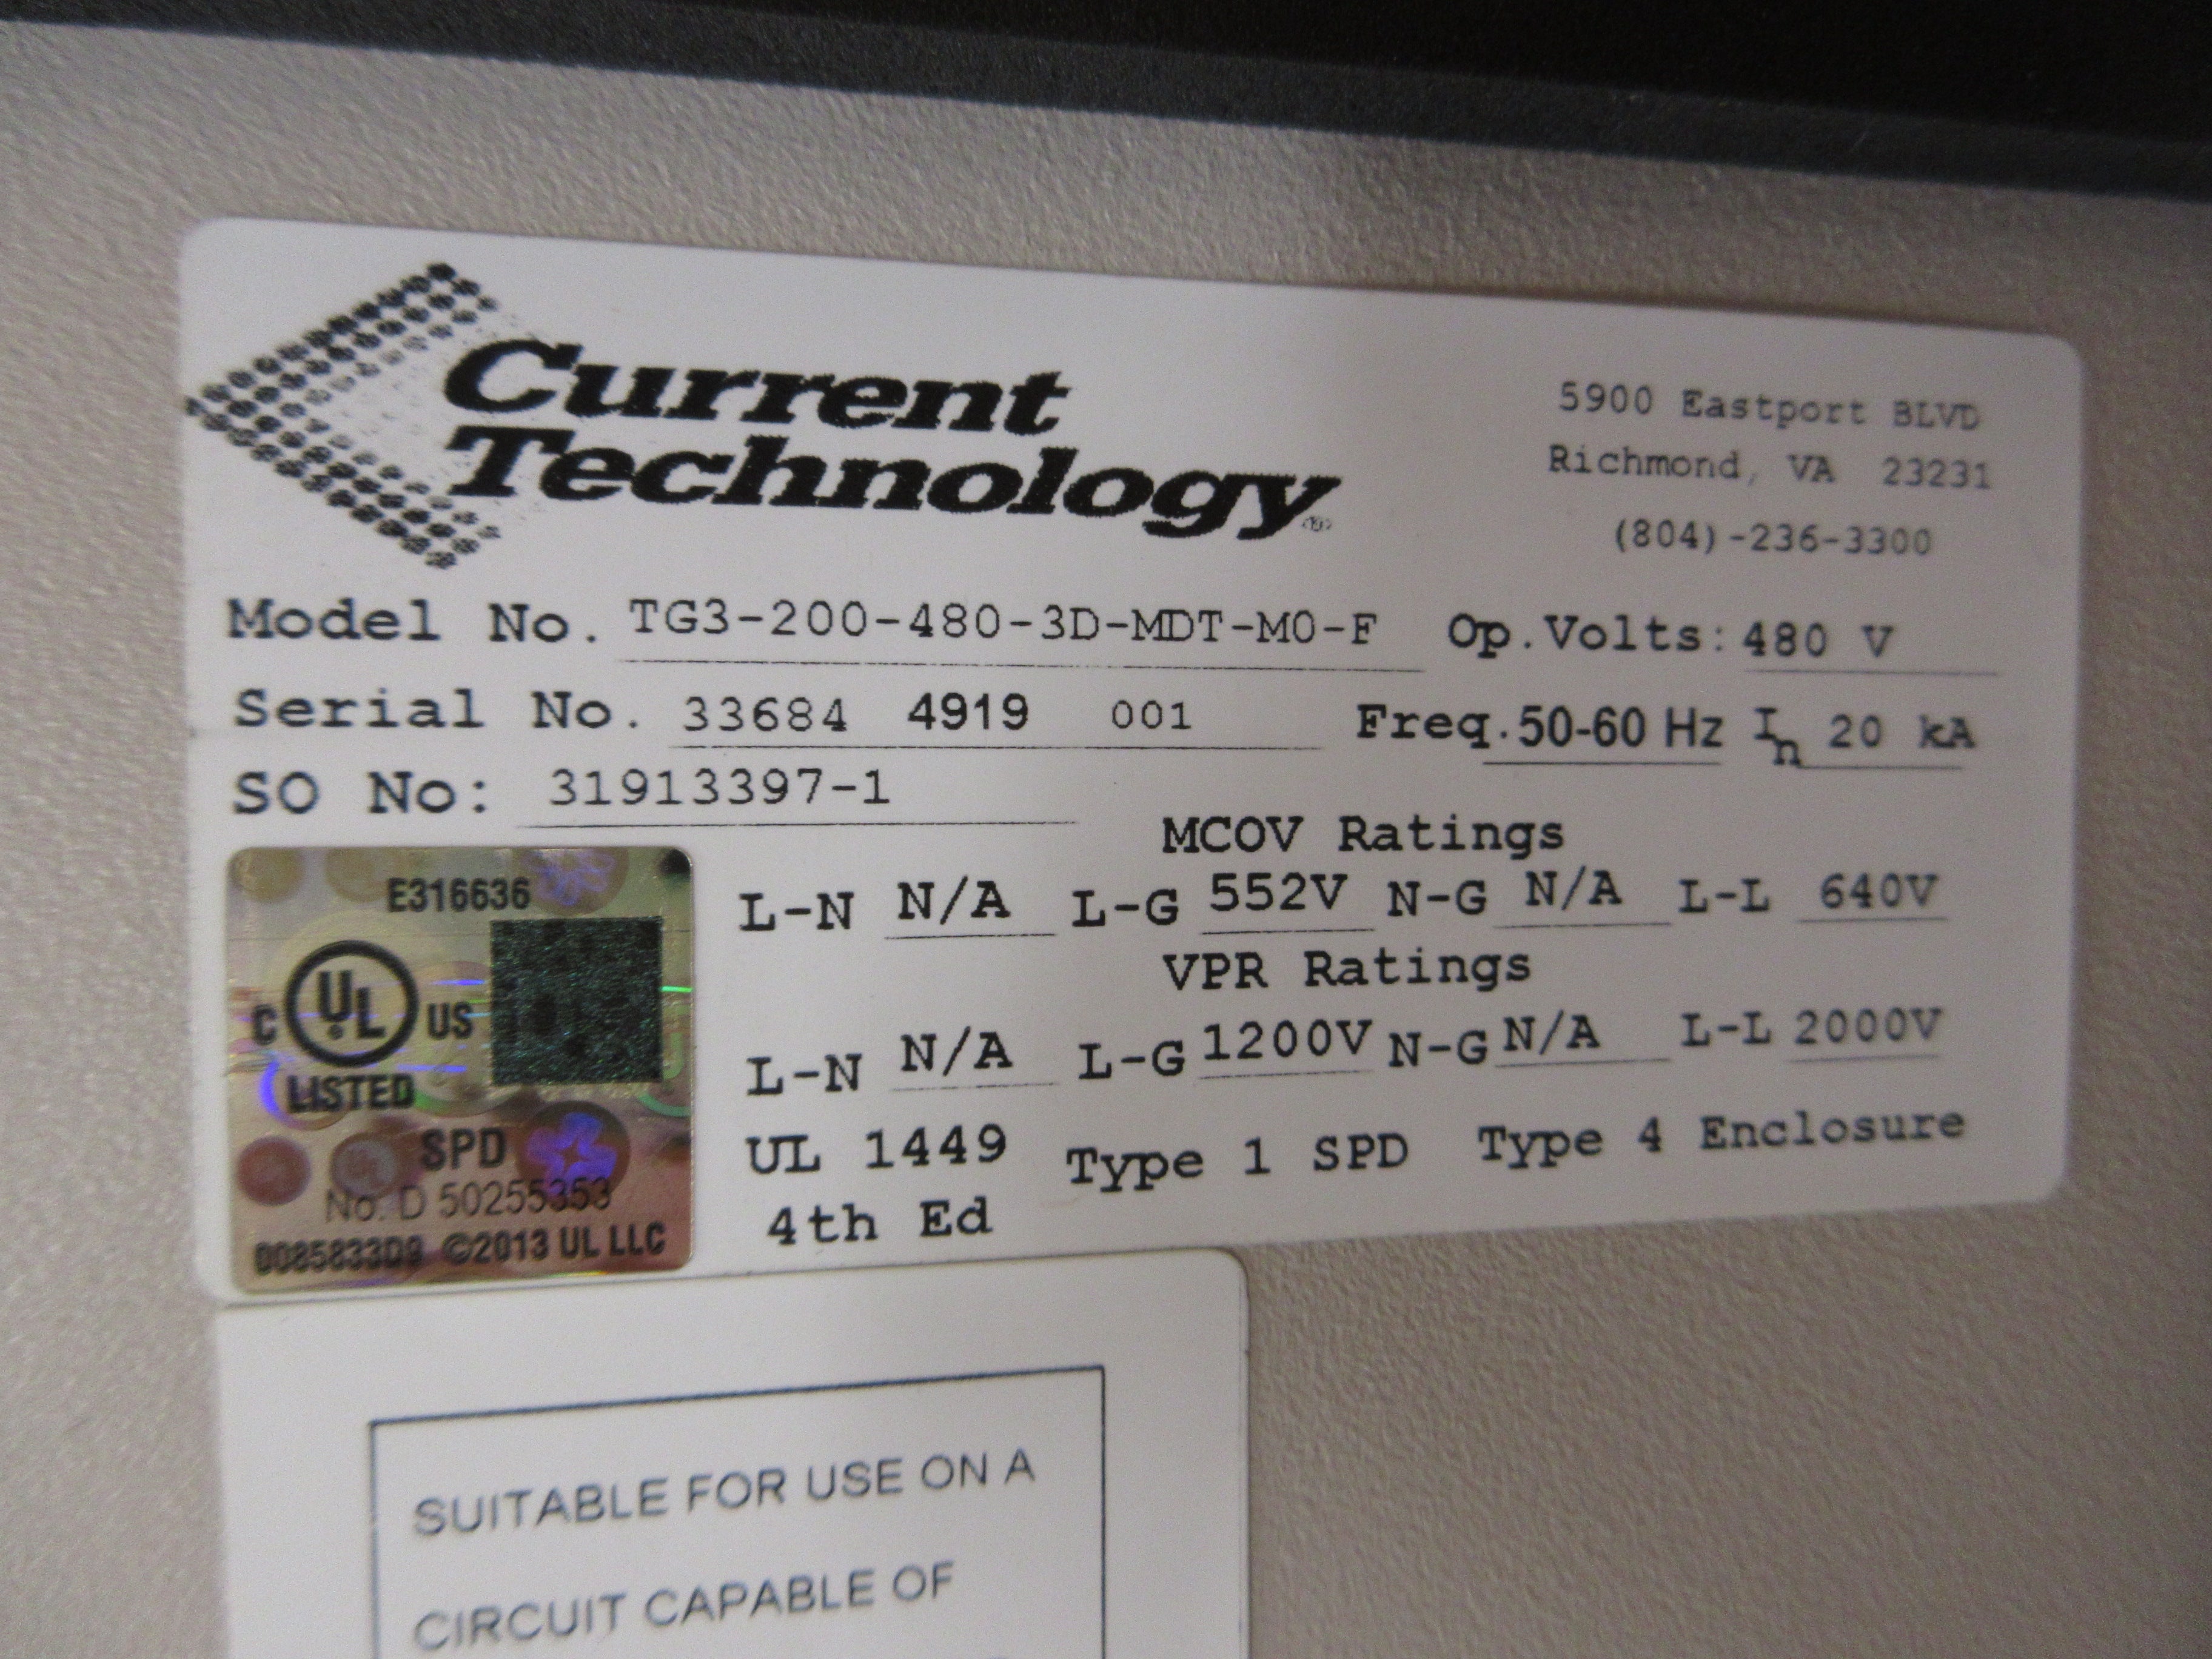 Current
Technology®
5900 Eastport BLVD
Richmond, VA 23231
(804)-236-3300
Model No. TG3-200-480-3D-MDT-M0-F Op.Volts: 480 V
Serial No. 33684 4919 001 Freq. 50-60 Hz In 20 kA
SO No: 31913397-1
MCOV Ratings
L-N N/A L-G 552V N-G N/A L-L 640V
VPR Ratings
L-N N/A L-G 1200V N-G N/A L-L 2000V
UL 1449 Type 1 SPD Type 4 Enclosure
4th Ed
E316636
C UL US
LISTED
SPD
No. D 50255353
©2013 UL LLC
SUITABLE FOR USE ON A
CIRCUIT CAPABLE OF